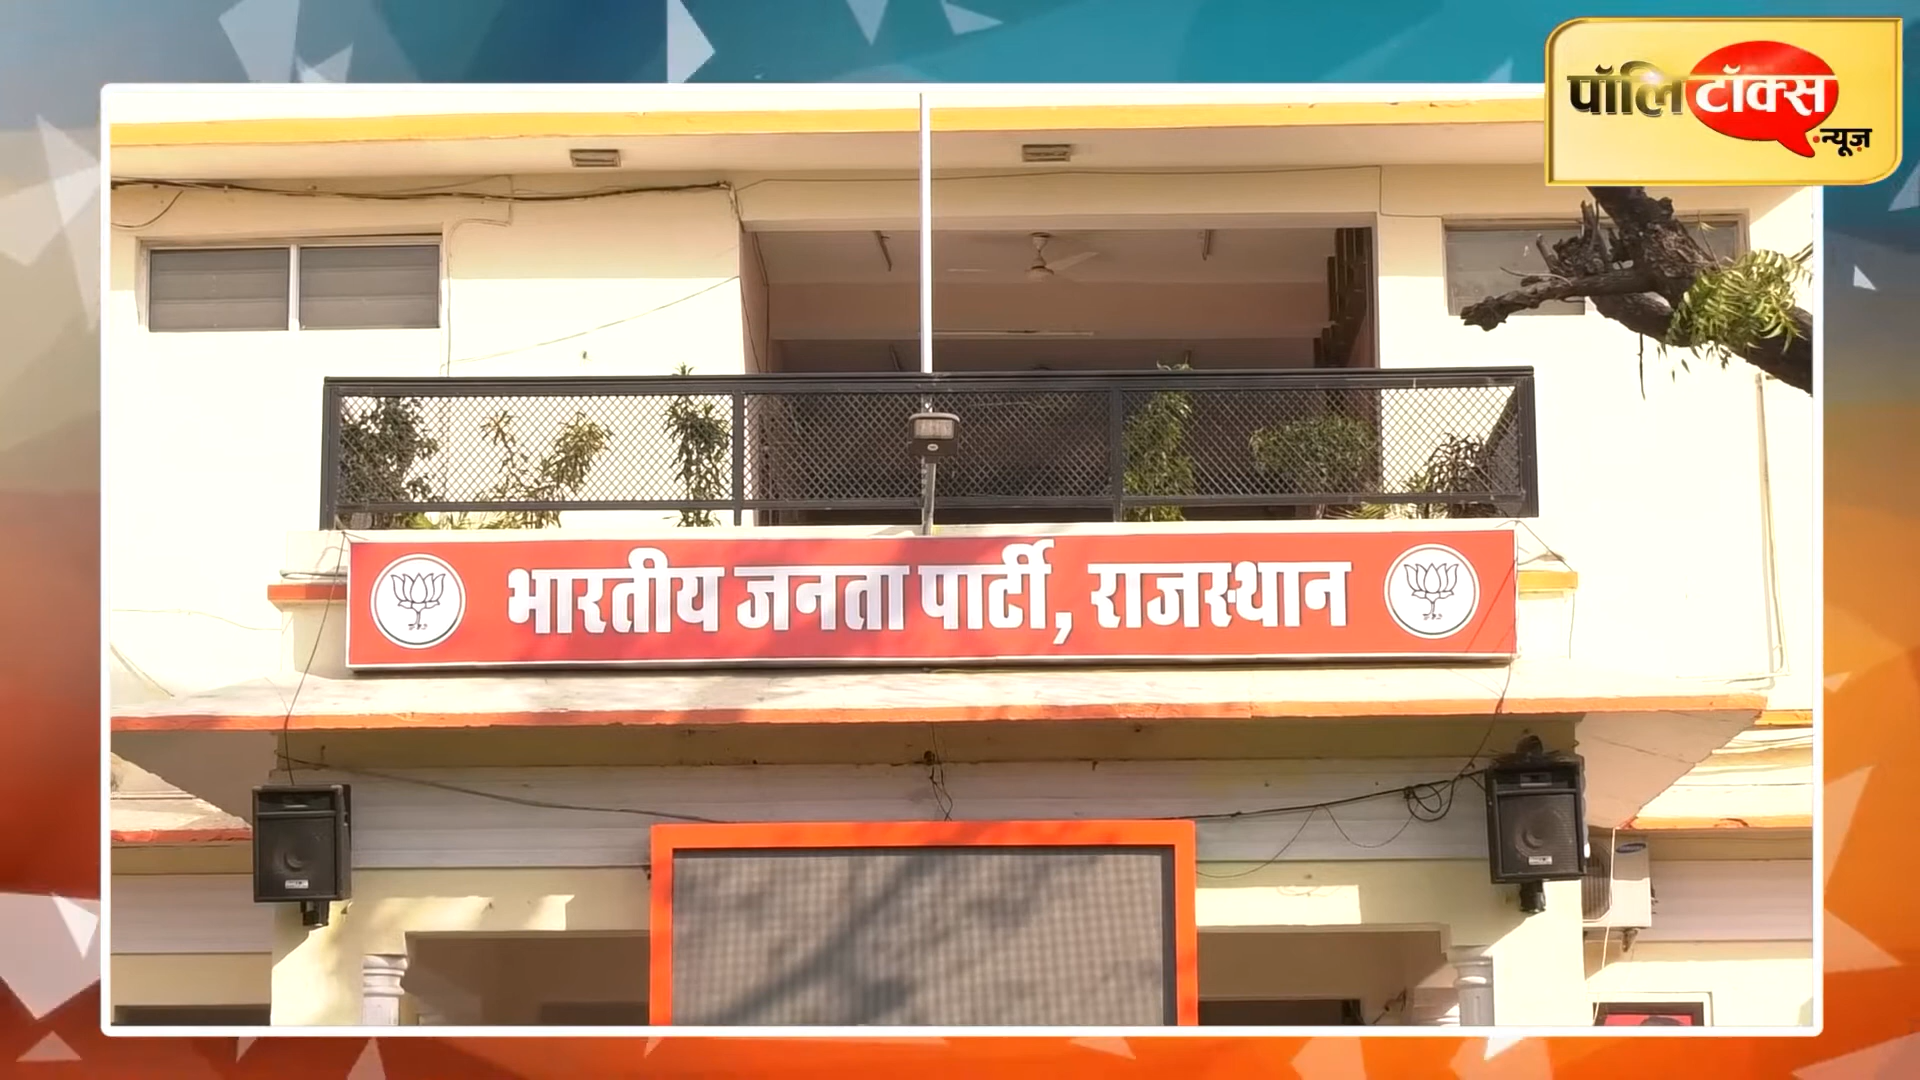 पॉलिटॉक्स
न्यूज़
भारतीय जनता पार्टी, राजस्थान